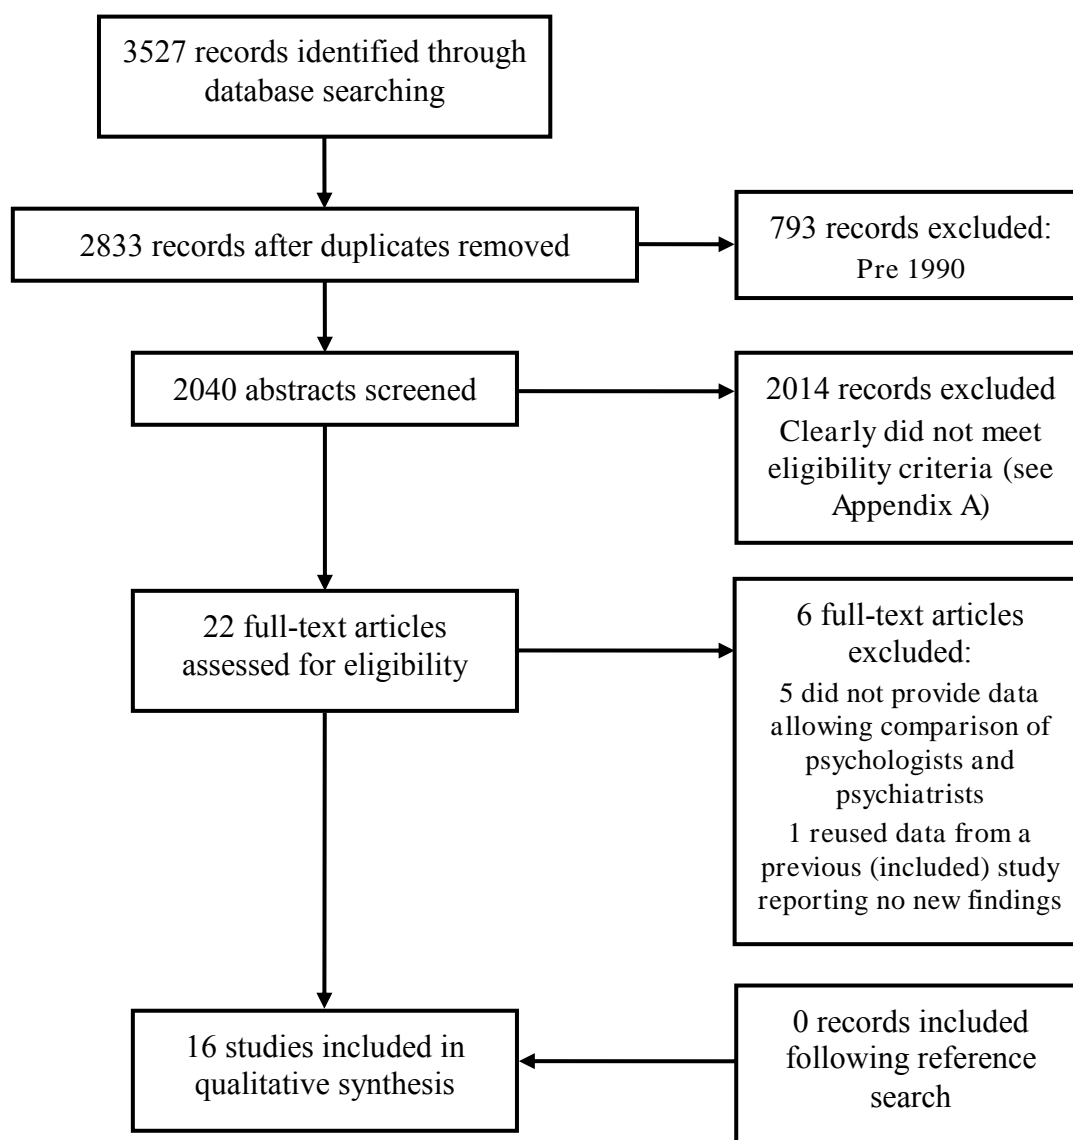 3527 records identified through
database searching
2833 records after duplicates removed
793 records excluded:
Pre 1990
2040 abstracts screened
2014 records excluded
Clearly did not meet
eligibility criteria (see
Appendix A)
22 full-text articles
assessed for eligibility
6 full-text articles
excluded:
5 did not provide data
allowing comparison of
psychologists and
psychiatrists
1 reused data from a
previous (included) study
reporting no new findings
16 studies included in
qualitative synthesis
0 records included
following reference
search